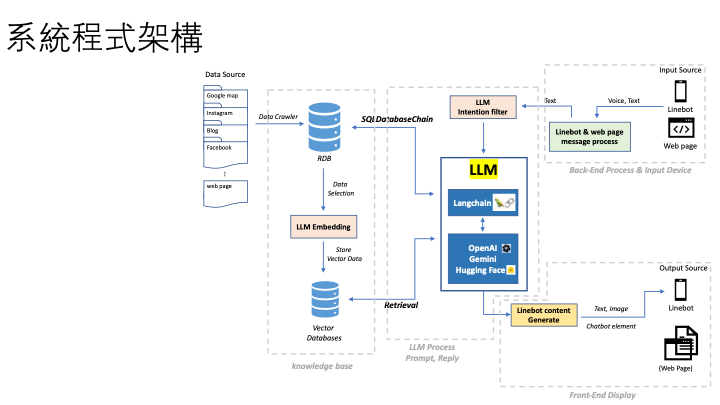 系統程式架構
Data Source
Google map
Instagram
Blog
Facebook
web page
Data Crawler
RDB
Data
Selection
LLM Embedding
Store
Vector Data
Vector
Databases
knowledge base
SQLDatabaseChain
Retrieval
LLM
Intention filter
LLM
Langchain
OpenAI
Gemini
Hugging Face
LLM Process
Prompt, Reply
Input Source
Linebot
Web page
Voice, Text
Text
Linebot & web page
message process
Back-End Process & Input Device
Linebot content
Generate
Text, Image
Chatbot element
Output Source
Linebot
(Web Page)
Front-End Display